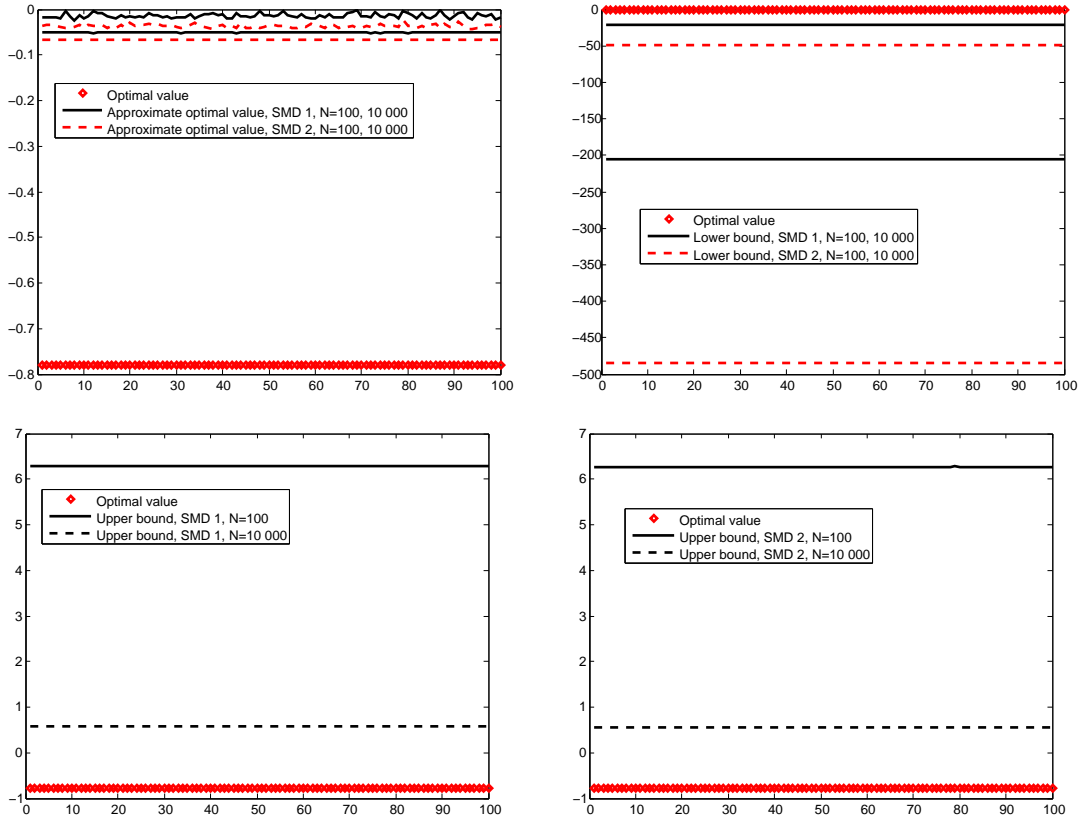 0
−0.1
−0.2
−0.3
−0.4
−0.5
−0.6
−0.7
−0.8
0 10 20 30 40 50 60 70 80 90 100
Optimal value
Approximate optimal value, SMD 1, N=100, 10 000
Approximate optimal value, SMD 2, N=100, 10 000
0
−50
−100
−150
−200
−250
−300
−350
−400
−450
−500
0 10 20 30 40 50 60 70 80 90 100
Optimal value
Lower bound, SMD 1, N=100, 10 000
Lower bound, SMD 2, N=100, 10 000
7
6
5
4
3
2
1
0
−1
0 10 20 30 40 50 60 70 80 90 100
Optimal value
Upper bound, SMD 1, N=100
Upper bound, SMD 1, N=10 000
7
6
5
4
3
2
1
0
−1
0 10 20 30 40 50 60 70 80 90 100
Optimal value
Upper bound, SMD 2, N=100
Upper bound, SMD 2, N=10 000